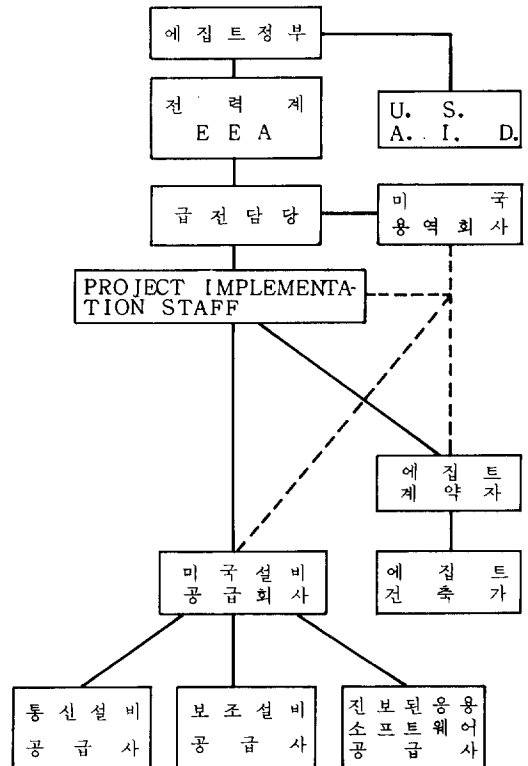 에집트정부
전력계
EEA
U. S.
A. I. D.
급전담당
미국
용역회사
PROJECT IMPLEMENTA-
TION STAFF
에집트
계약자
미국설비
공급회사
에집트
건축가
통신설비
공급사
보조설비
공급사
진보된응용
소프트웨어
공급사